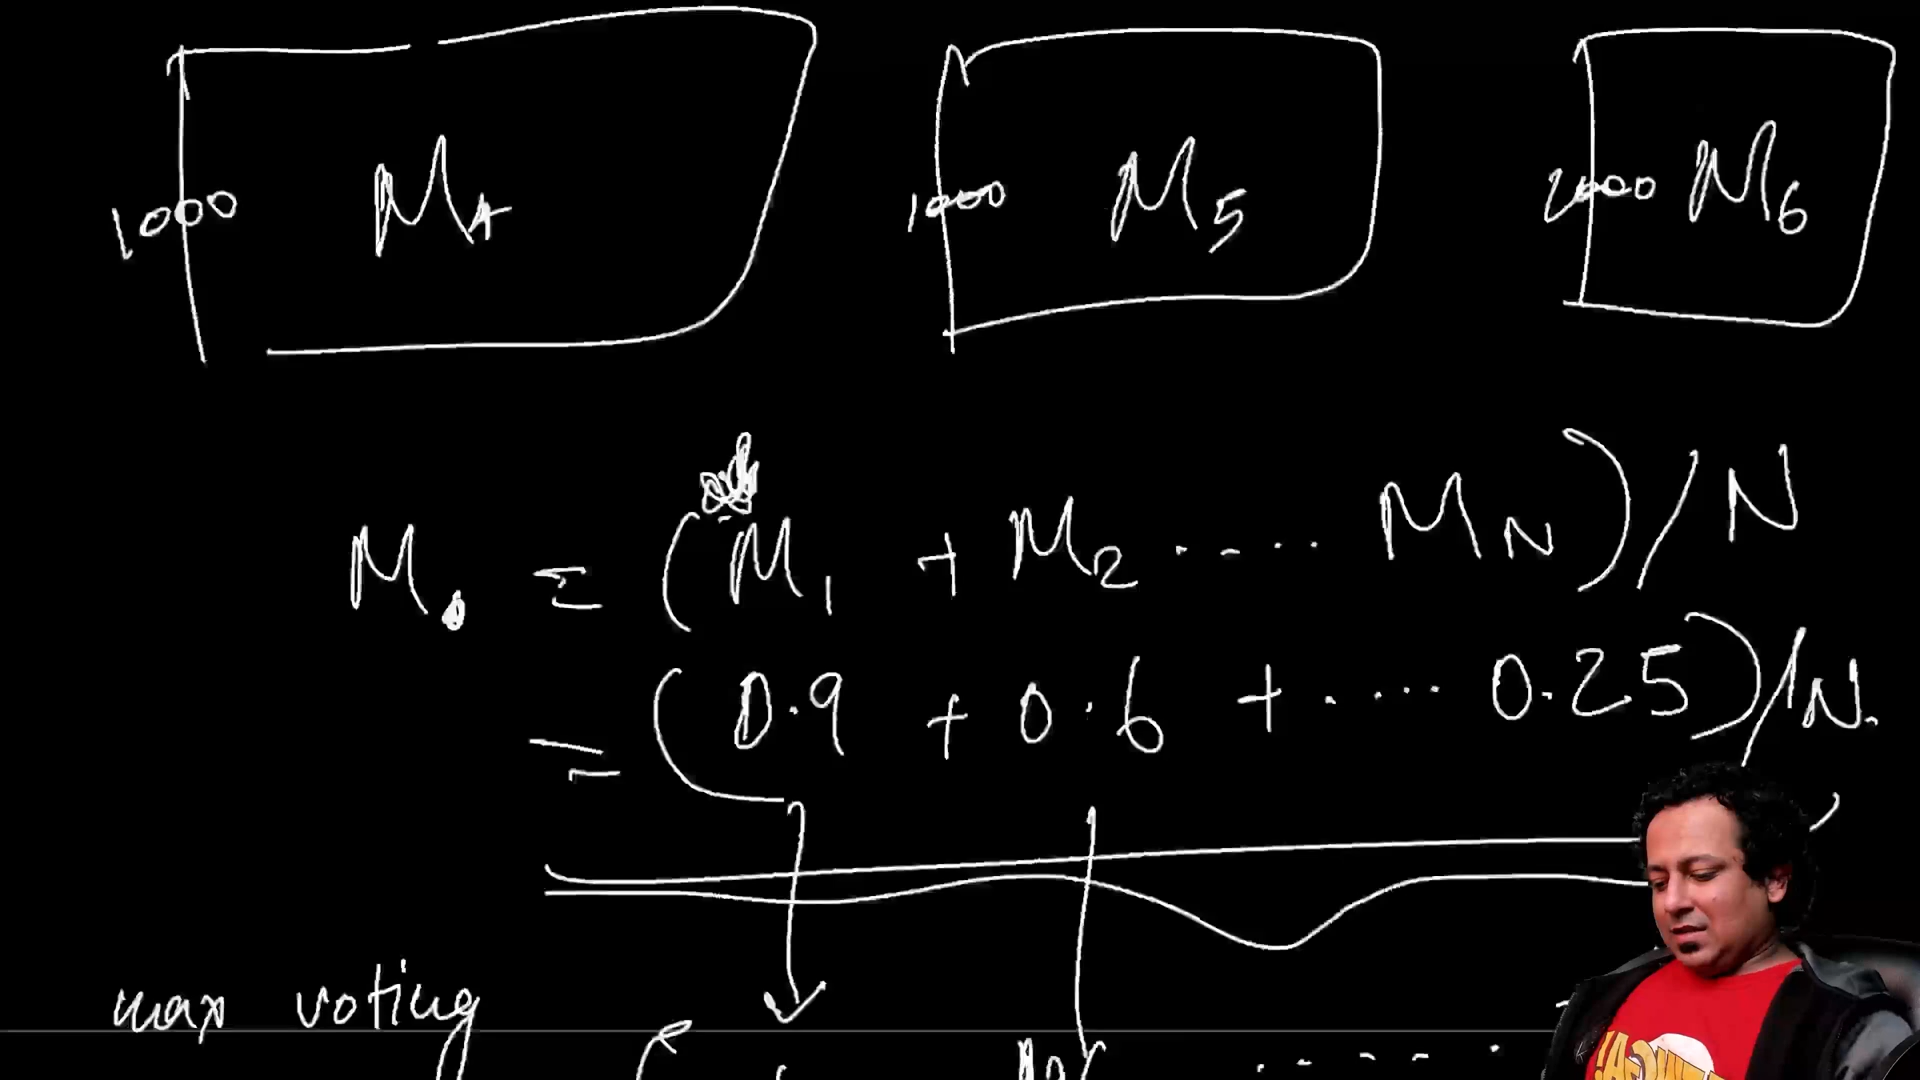 1000 M4 1000 M5 2000 M6
M0 = (M1 + M2 ..... MN) / N
= (0.9 + 0.6 + ..... 0.25) / N.
max voting